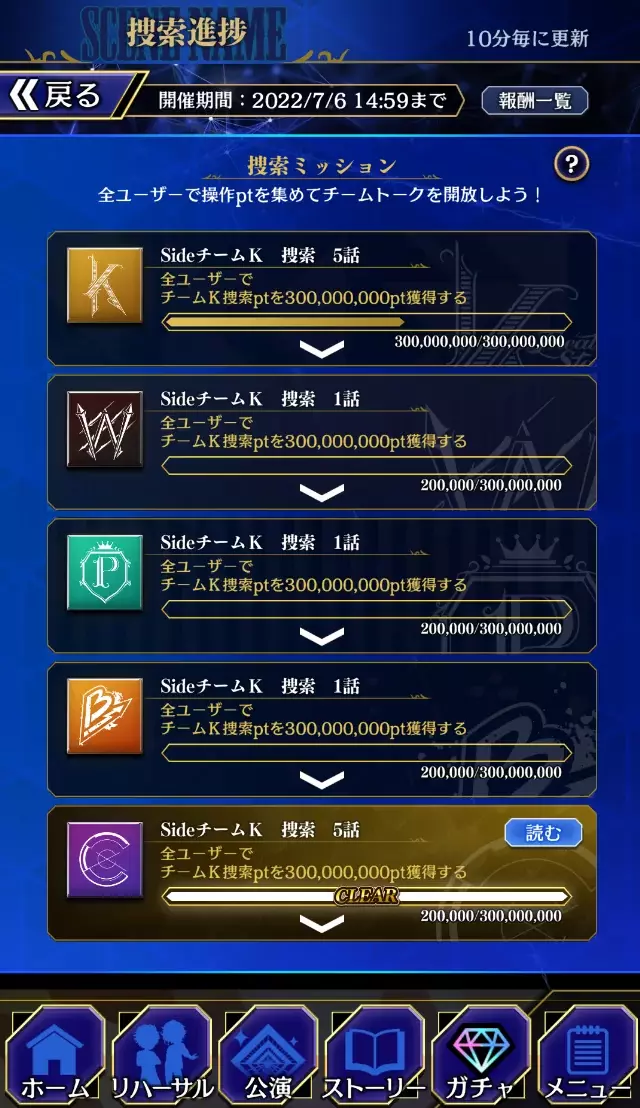 SCENE NAME
捜索進捗
10分毎に更新
戻る
開催期間：2022/7/6 14:59まで
報酬一覧
捜索ミッション
?
全ユーザーで操作ptを集めてチームトークを開放しよう！
K
SideチームK　捜索　5話
全ユーザーで
チームK捜索ptを300,000,000pt獲得する
300,000,000/300,000,000
W
SideチームK　捜索　1話
全ユーザーで
チームK捜索ptを300,000,000pt獲得する
200,000/300,000,000
P
SideチームK　捜索　1話
全ユーザーで
チームK捜索ptを300,000,000pt獲得する
200,000/300,000,000
B
SideチームK　捜索　1話
全ユーザーで
チームK捜索ptを300,000,000pt獲得する
200,000/300,000,000
C
SideチームK　捜索　5話
読む
全ユーザーで
チームK捜索ptを300,000,000pt獲得する
CLEAR
200,000/300,000,000
ホーム
リハーサル
公演
ストーリー
ガチャ
メニュー